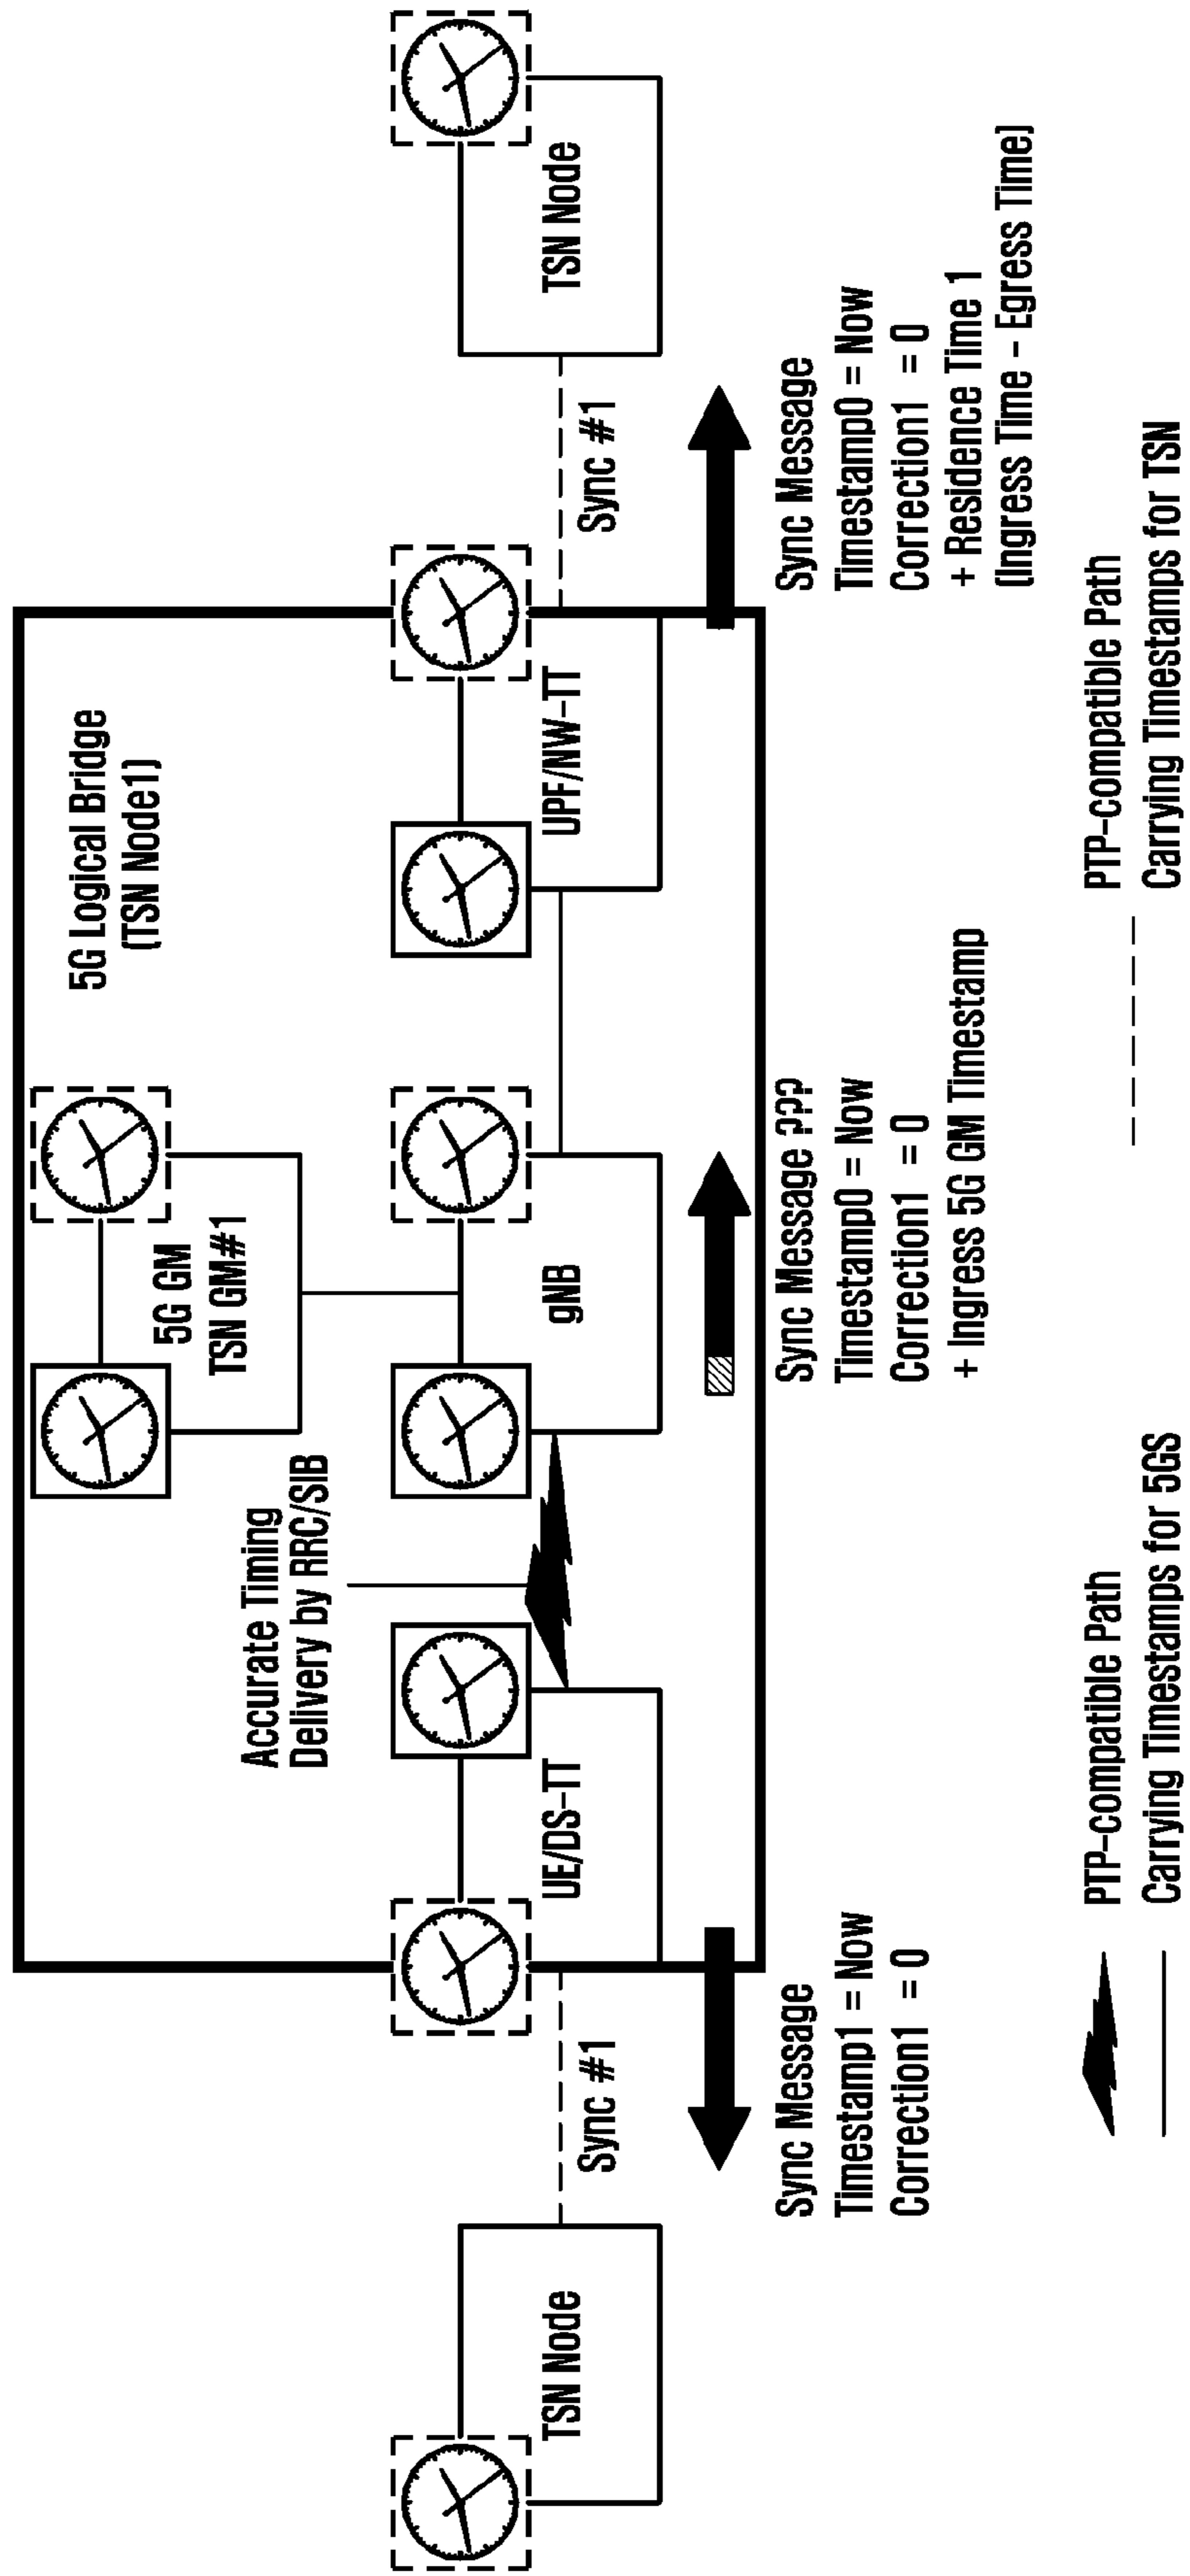 5G Logical Bridge
(TSN Node1)
5G GM
TSN GM#1
Accurate Timing
Delivery by RRC/SIB
TSN Node
Sync #1
UE/DS-TT
gNB
UPF/NW-TT
Sync #1
TSN Node
Sync Message
Timestamp1 = Now
Correction1 = 0
Sync Message ???
Timestamp0 = Now
Correction1 = 0
+ Ingress 5G GM Timestamp
Sync Message
Timestamp0 = Now
Correction1 = 0
+ Residence Time 1
(Ingress Time - Egress Time)
PTP-compatible Path
Carrying Timestamps for 5GS
PTP-compatible Path
Carrying Timestamps for TSN